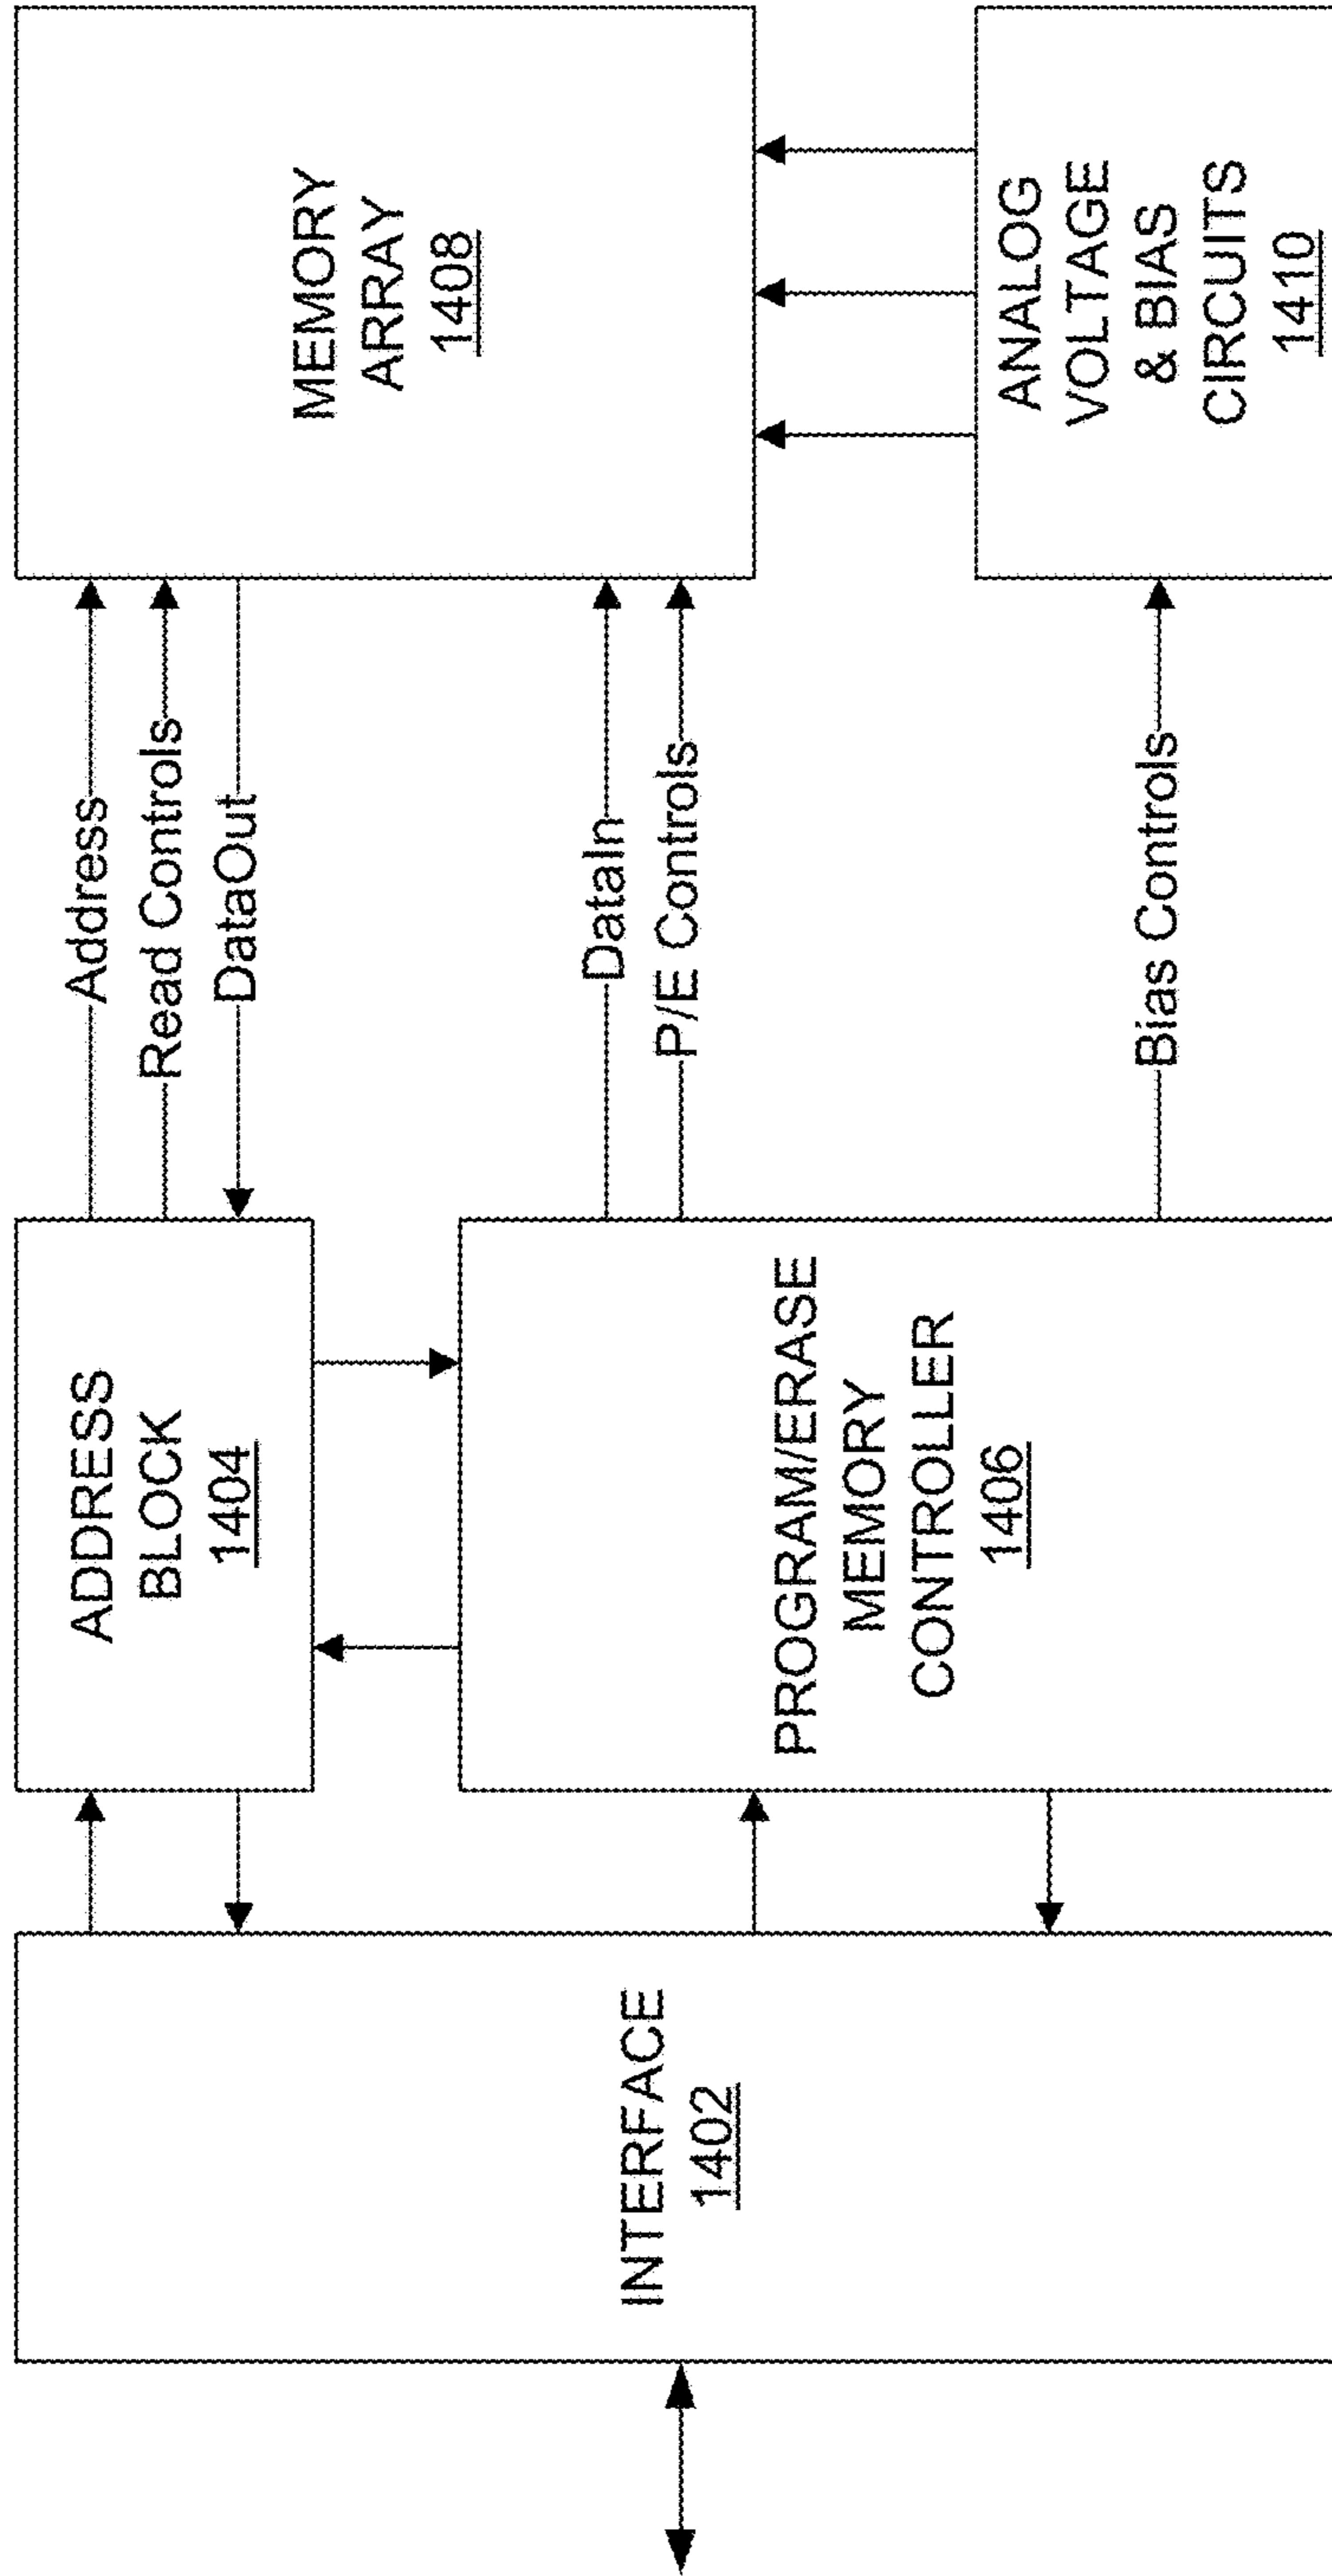 INTERFACE
1402
ADDRESS
BLOCK
1404
PROGRAM/ERASE
MEMORY
CONTROLLER
1406
Address
Read Controls
DataOut
DataIn
P/E Controls
Bias Controls
MEMORY
ARRAY
1408
ANALOG
VOLTAGE
& BIAS
CIRCUITS
1410